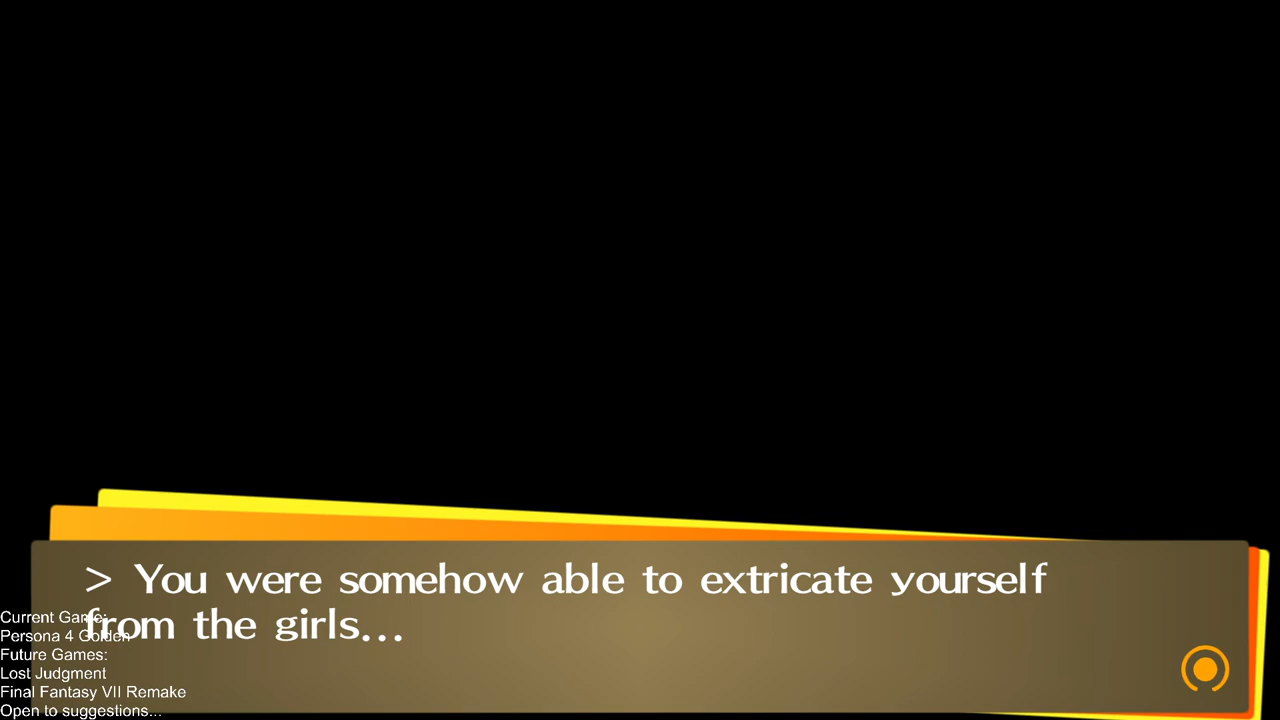 > You were somehow able to extricate yourself
from the girls...
Current Game:
Persona 4 Golden
Future Games:
Lost Judgment
Final Fantasy VII Remake
Open to suggestions...